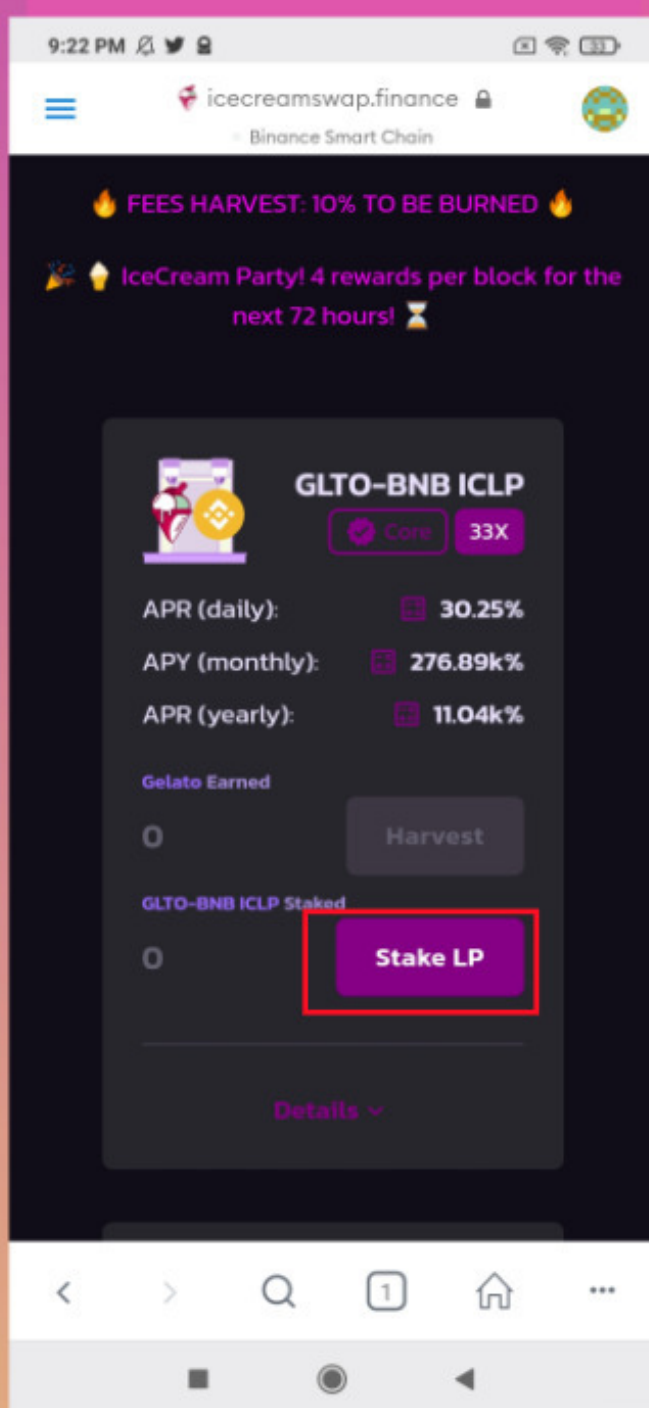 9:22 PM
33
icecreamswap.finance
Binance Smart Chain
🔥 FEES HARVEST: 10% TO BE BURNED 🔥
🎉 🍦 IceCream Party! 4 rewards per block for the
next 72 hours! ⏳
GLTO-BNB ICLP
Core 33X
APR (daily): 30.25%
APY (monthly): 276.89k%
APR (yearly): 11.04k%
Gelato Earned
0 Harvest
GLTO-BNB ICLP Staked
0 Stake LP
Details
1